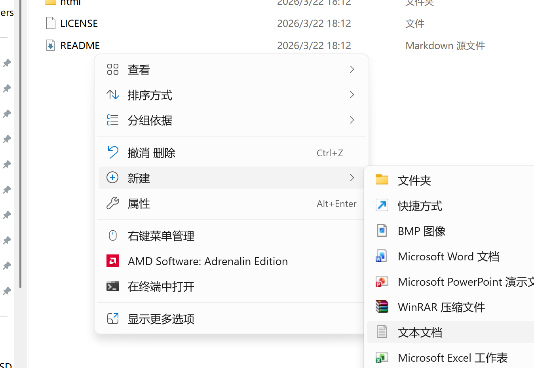 ers
html
2026/3/22 18:12
文件夹
LICENSE
2026/3/22 18:12
文件
README
2026/3/22 18:12
Markdown 源文件
查看
排序方式
分组依据
撤消 删除
Ctrl+Z
新建
属性
Alt+Enter
右键菜单管理
AMD Software: Adrenalin Edition
在终端中打开
显示更多选项
文件夹
快捷方式
BMP 图像
Microsoft Word 文档
Microsoft PowerPoint 演示文
WinRAR 压缩文件
文本文档
Microsoft Excel 工作表
SD